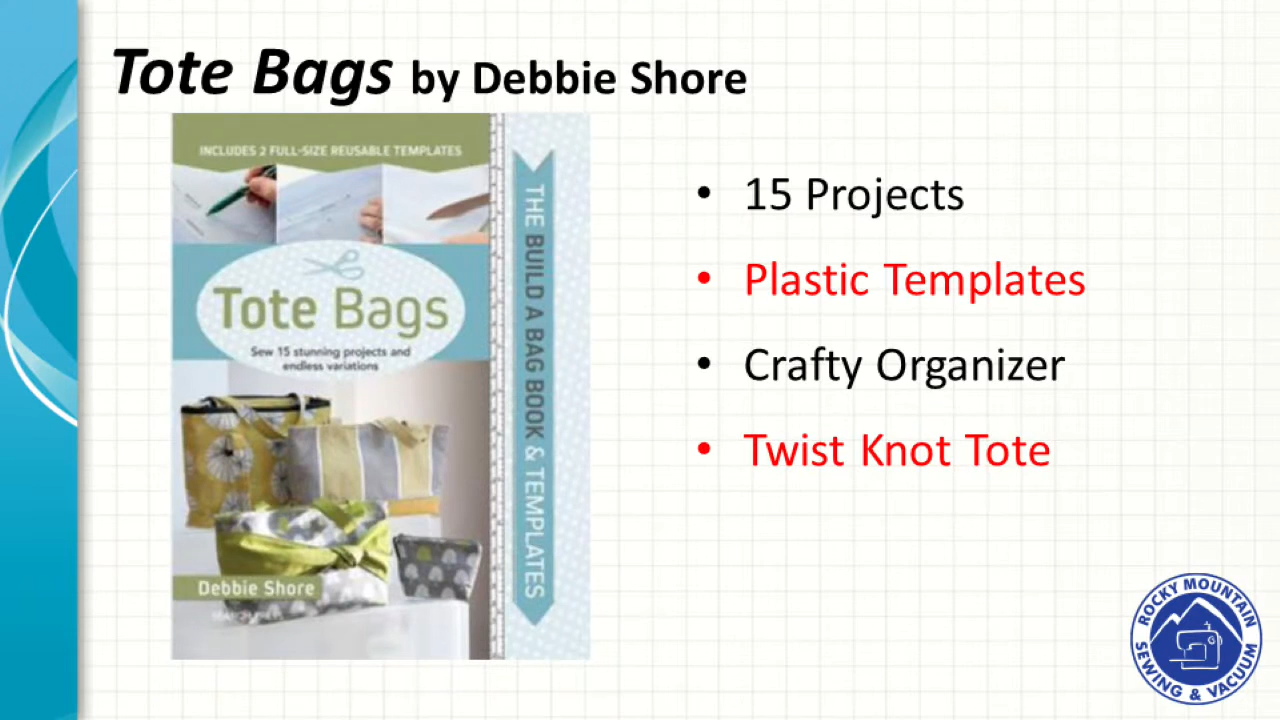 Tote Bags by Debbie Shore
INCLUDES 2 FULL-SIZE REUSABLE TEMPLATES
Tote Bags
Sew 15 stunning projects and
endless variations
Debbie Shore
THE BUILD A BAG BOOK & TEMPLATES
• 15 Projects
• Plastic Templates
• Crafty Organizer
• Twist Knot Tote
ROCKY MOUNTAIN
SEWING & VACUUM